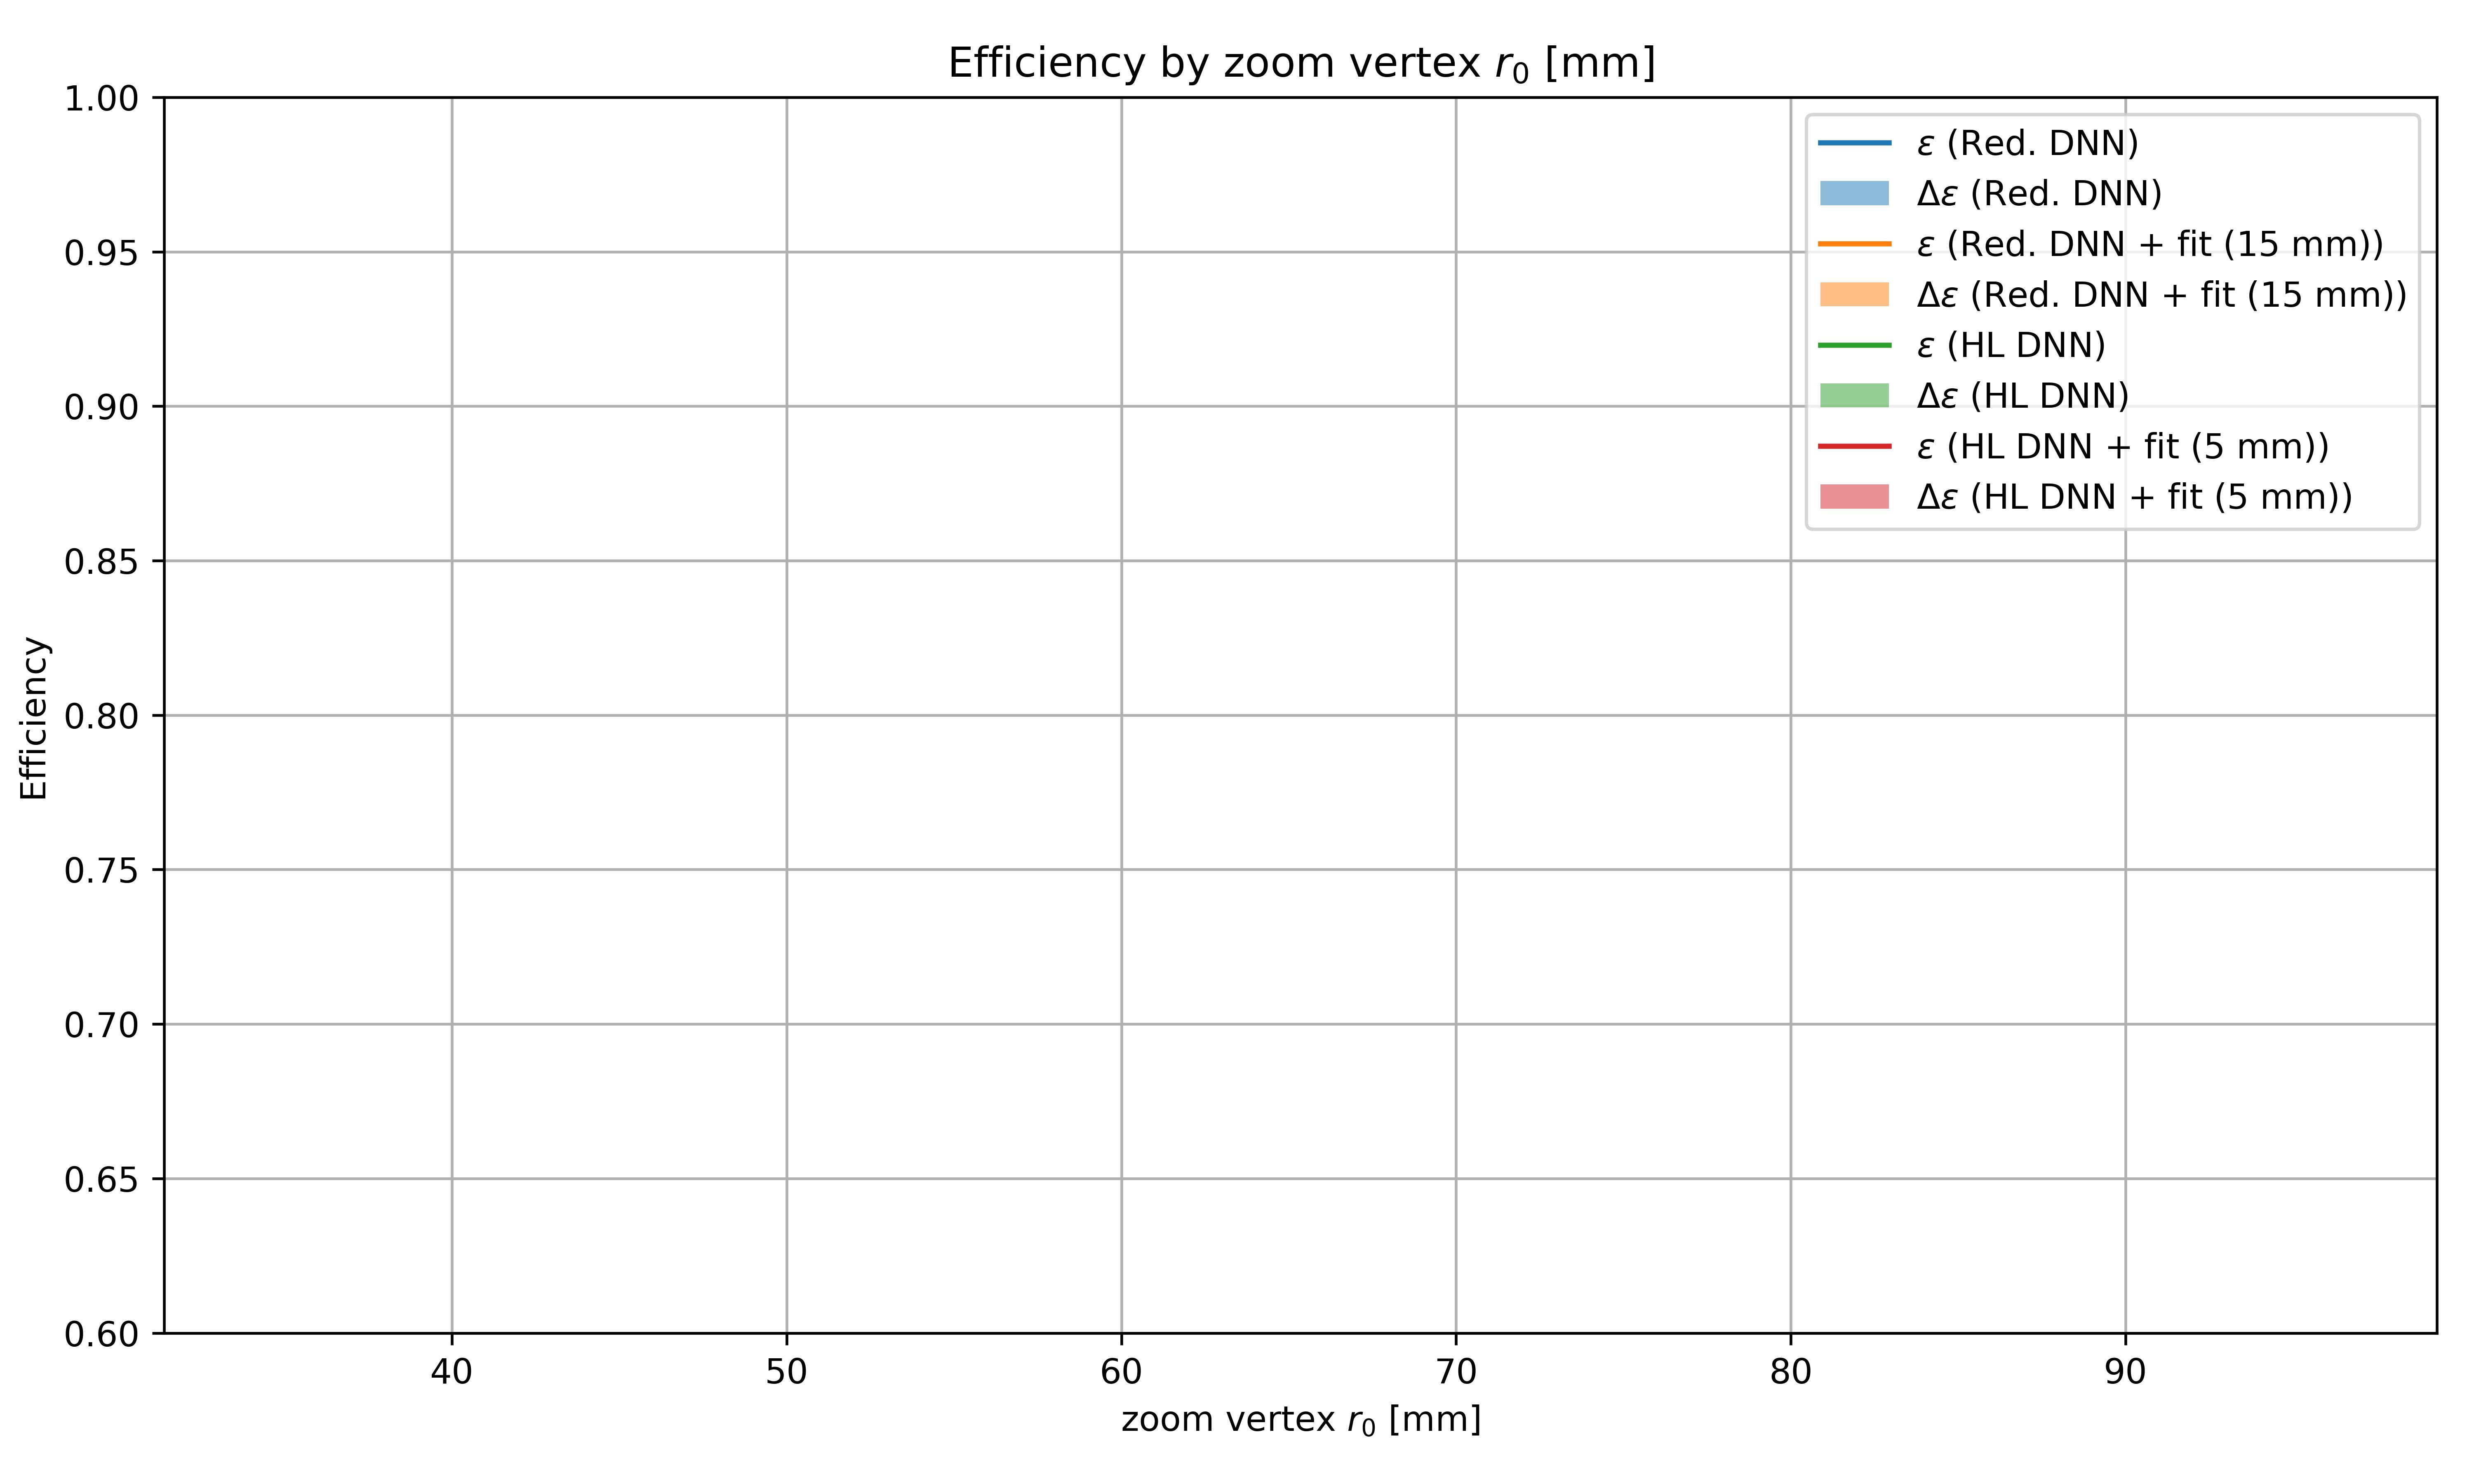 Efficiency by zoom vertex r₀ [mm]
1.00
0.95
0.90
0.85
0.80
0.75
0.70
0.65
0.60
Efficiency
ε (Red. DNN)
Δε (Red. DNN)
ε (Red. DNN + fit (15 mm))
Δε (Red. DNN + fit (15 mm))
ε (HL DNN)
Δε (HL DNN)
ε (HL DNN + fit (5 mm))
Δε (HL DNN + fit (5 mm))
40 50 60 70 80 90
zoom vertex r₀ [mm]